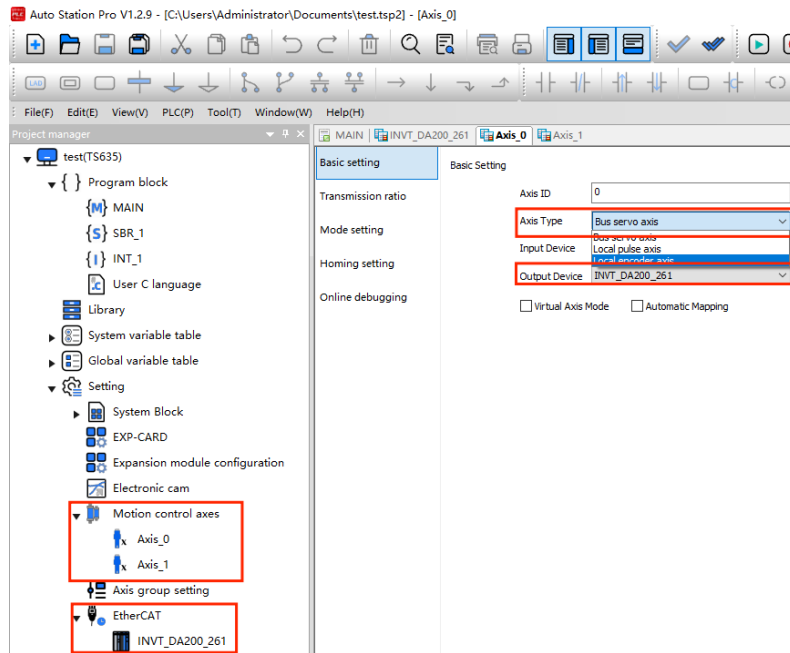 Auto Station Pro V1.2.9 - [C:\Users\Administrator\Documents\test.tsp2] - [Axis_0]
LAD
File(F) Edit(E) View(V) PLC(P) Tool(T) Window(W) Help(H)
Project manager
MAIN INVT_DA200_261 Axis_0 Axis_1
test(TS635)
{ } Program block
{M} MAIN
{S} SBR_1
{I} INT_1
User C language
Library
System variable table
Global variable table
Setting
System Block
EXP-CARD
Expansion module configuration
Electronic cam
Motion control axes
Axis_0
Axis_1
Axis group setting
EtherCAT
INVT_DA200_261
Basic setting
Transmission ratio
Mode setting
Homing setting
Online debugging
Basic Setting
Axis ID 0
Axis Type Bus servo axis
Bus servo axis
Input Device Local pulse axis
Local encoder axis
Output Device INVT_DA200_261
Virtual Axis Mode Automatic Mapping